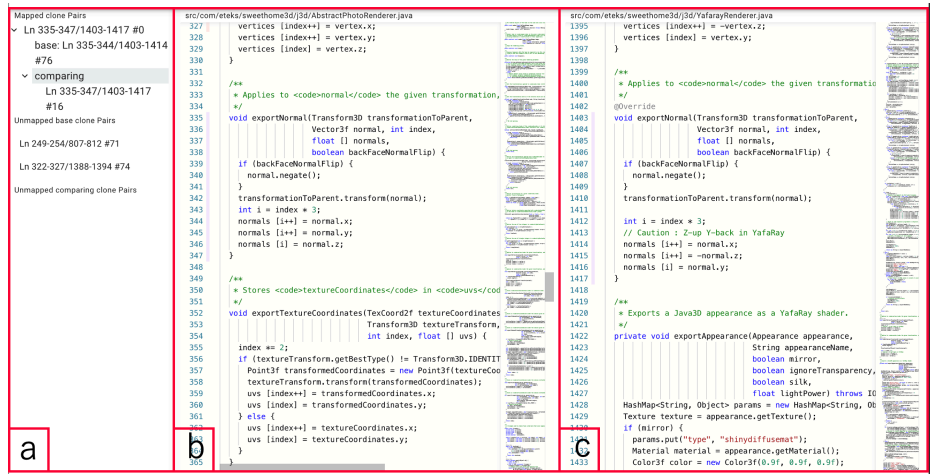 Mapped clone Pairs
Ln 335-347/1403-1417 #0
base: Ln 335-344/1403-1414
#76
comparing
Ln 335-347/1403-1417
#16
Unmapped base clone Pairs
Ln 249-254/807-812 #71
Ln 322-327/1388-1394 #74
Unmapped comparing clone Pairs
a
src/com/eteks/sweethome3d/j3d/AbstractPhotoRenderer.java
327 vertices [index++] = vertex.x;
328 vertices [index++] = vertex.y;
329 vertices [index] = vertex.z;
330 }
331
332 /**
333 * Applies to <code>normal</code> the given transformation,
334 */
335 void exportNormal(Transform3D transformationToParent,
336 Vector3f normal, int index,
337 float [] normals,
338 boolean backFaceNormalFlip) {
339 if (backFaceNormalFlip) {
340 normal.negate();
341 }
342 transformationToParent.transform(normal);
343 int i = index * 3;
344 normals [i++] = normal.x;
345 normals [i++] = normal.y;
346 normals [i] = normal.z;
347 }
348
349 /**
350 * Stores <code>textureCoordinates</code> in <code>uvs</cod
351 */
352 void exportTextureCoordinates(TexCoord2f textureCoordinates
353 Transform3D textureTransform,
354 int index, float [] uvs) {
355 index *= 2;
356 if (textureTransform.getBestType() != Transform3D.IDENTIT
357 Point3f transformedCoordinates = new Point3f(textureCoo
358 textureTransform.transform(transformedCoordinates);
359 uvs [index++] = transformedCoordinates.x;
360 uvs [index] = transformedCoordinates.y;
361 } else {
362 uvs [index++] = textureCoordinates.x;
uvs [index] = textureCoordinates.y;
}
365 }
b
src/com/eteks/sweethome3d/j3d/YafarayRenderer.java
1395 vertices [index++] = -vertex.z;
1396 vertices [index] = vertex.y;
1397 }
1398
1399 /**
1400 * Applies to <code>normal</code> the given transformation
1401 */
1402 @Override
1403 void exportNormal(Transform3D transformationToParent,
1404 Vector3f normal, int index,
1405 float [] normals,
1406 boolean backFaceNormalFlip) {
1407 if (backFaceNormalFlip) {
1408 normal.negate();
1409 }
1410 transformationToParent.transform(normal);
1411
1412 int i = index * 3;
1413 // Caution : Z-up Y-back in YafaRay
1414 normals [i++] = normal.x;
1415 normals [i++] = -normal.z;
1416 normals [i] = normal.y;
1417 }
1418
1419 /**
1420 * Exports a Java3D appearance as a YafaRay shader.
1421 */
1422 private void exportAppearance(Appearance appearance,
1423 String appearanceName,
1424 boolean mirror,
1425 boolean ignoreTransparency,
1426 boolean silk,
1427 float lightPower) throws IO
1428 HashMap<String, Object> params = new HashMap<String, Ob
1429 Texture texture = appearance.getTexture();
1430 if (mirror) {
params.put("type", "shinydiffusemat");
Material material = appearance.getMaterial();
1433 Color3f color = new Color3f(0.9f, 0.9f, 0.9f);
c